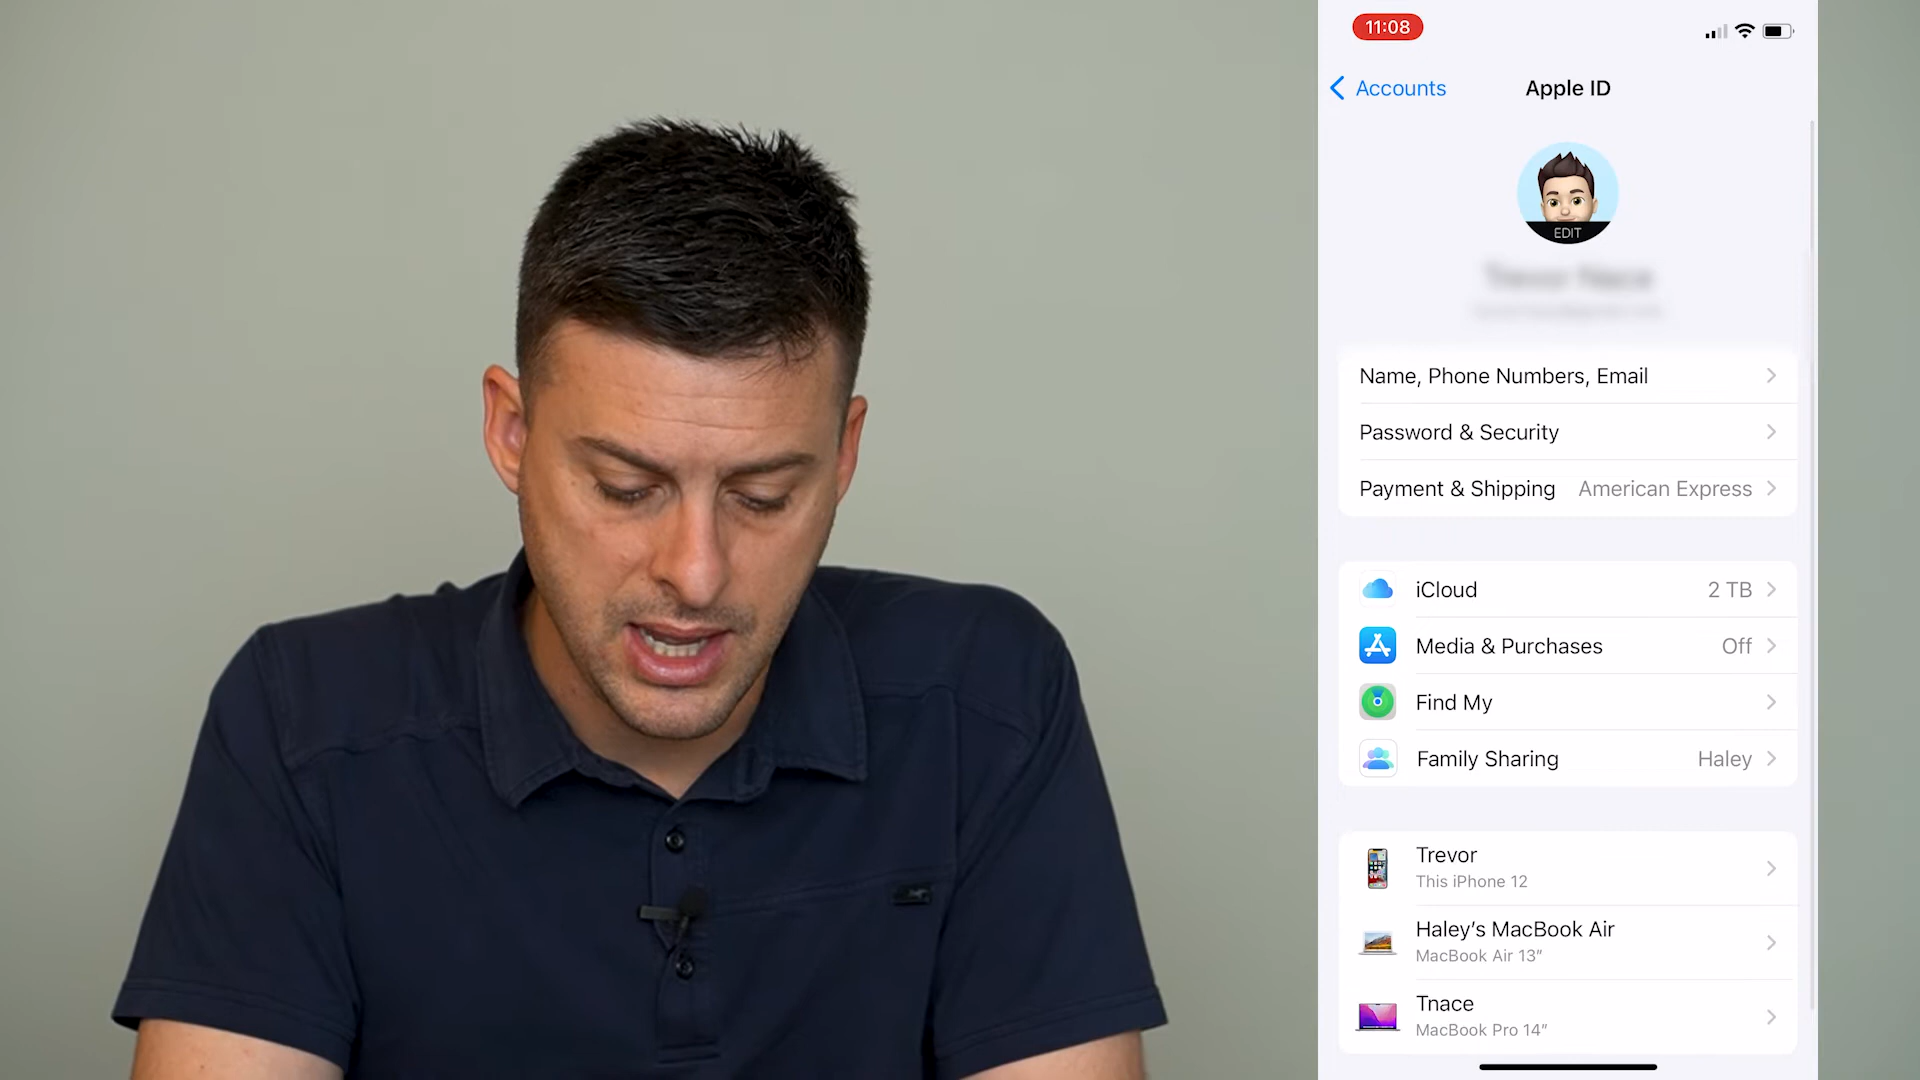 11:08
Accounts
Apple ID
EDIT
Name, Phone Numbers, Email
Password & Security
Payment & Shipping American Express
iCloud 2 TB
Media & Purchases Off
Find My
Family Sharing Haley
Trevor
This iPhone 12
Haley’s MacBook Air
MacBook Air 13”
Tnace
MacBook Pro 14”